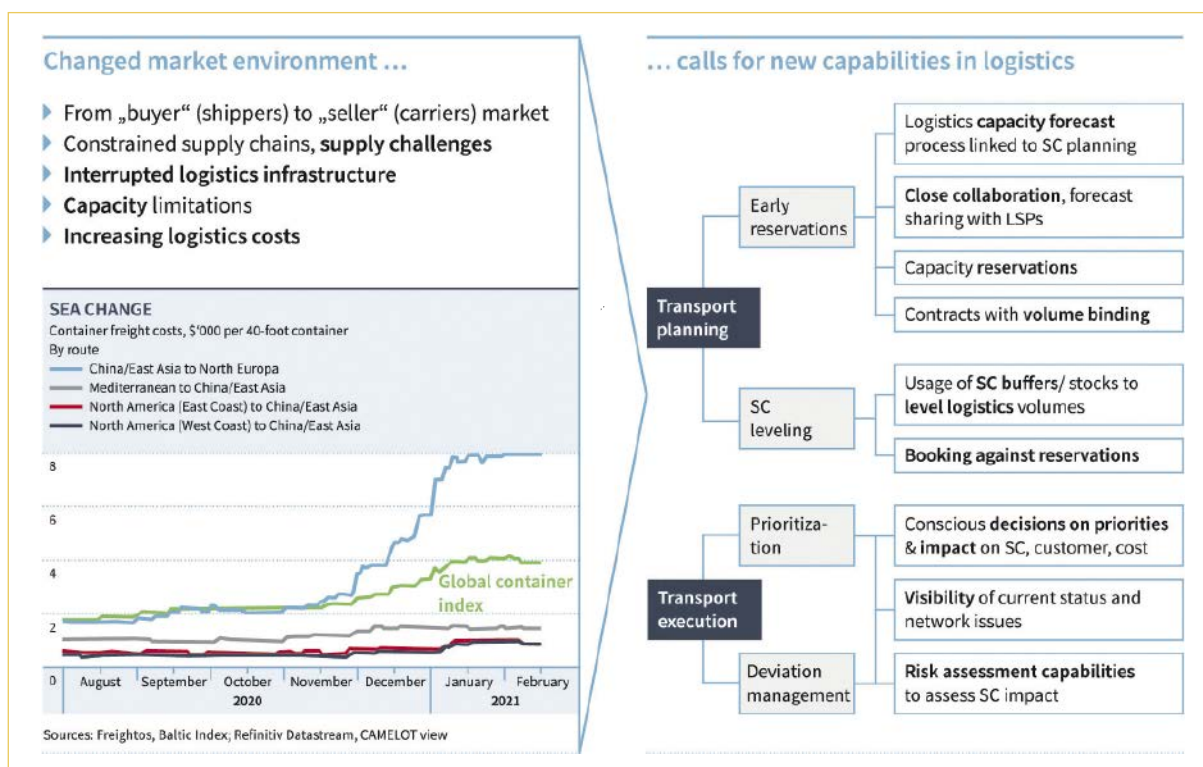 Changed market environment ...
From „buyer“ (shippers) to „seller“ (carriers) market
Constrained supply chains, supply challenges
Interrupted logistics infrastructure
Capacity limitations
Increasing logistics costs
SEA CHANGE
Container freight costs, $'000 per 40-foot container
By route
China/East Asia to North Europa
Mediterranean to China/East Asia
North America (East Coast) to China/East Asia
North America (West Coast) to China/East Asia
8
6
4
2
0
Global container
index
August
September
October
November
December
January
February
2020
2021
Sources: Freightos, Baltic Index; Refinitiv Datastream, CAMELOT view
... calls for new capabilities in logistics
Transport
planning
Early
reservations
Logistics capacity forecast
process linked to SC planning
Close collaboration, forecast
sharing with LSPs
Capacity reservations
Contracts with volume binding
SC
leveling
Usage of SC buffers/ stocks to
level logistics volumes
Booking against reservations
Transport
execution
Prioritiza-
tion
Conscious decisions on priorities
& impact on SC, customer, cost
Visibility of current status and
network issues
Deviation
management
Risk assessment capabilities
to assess SC impact